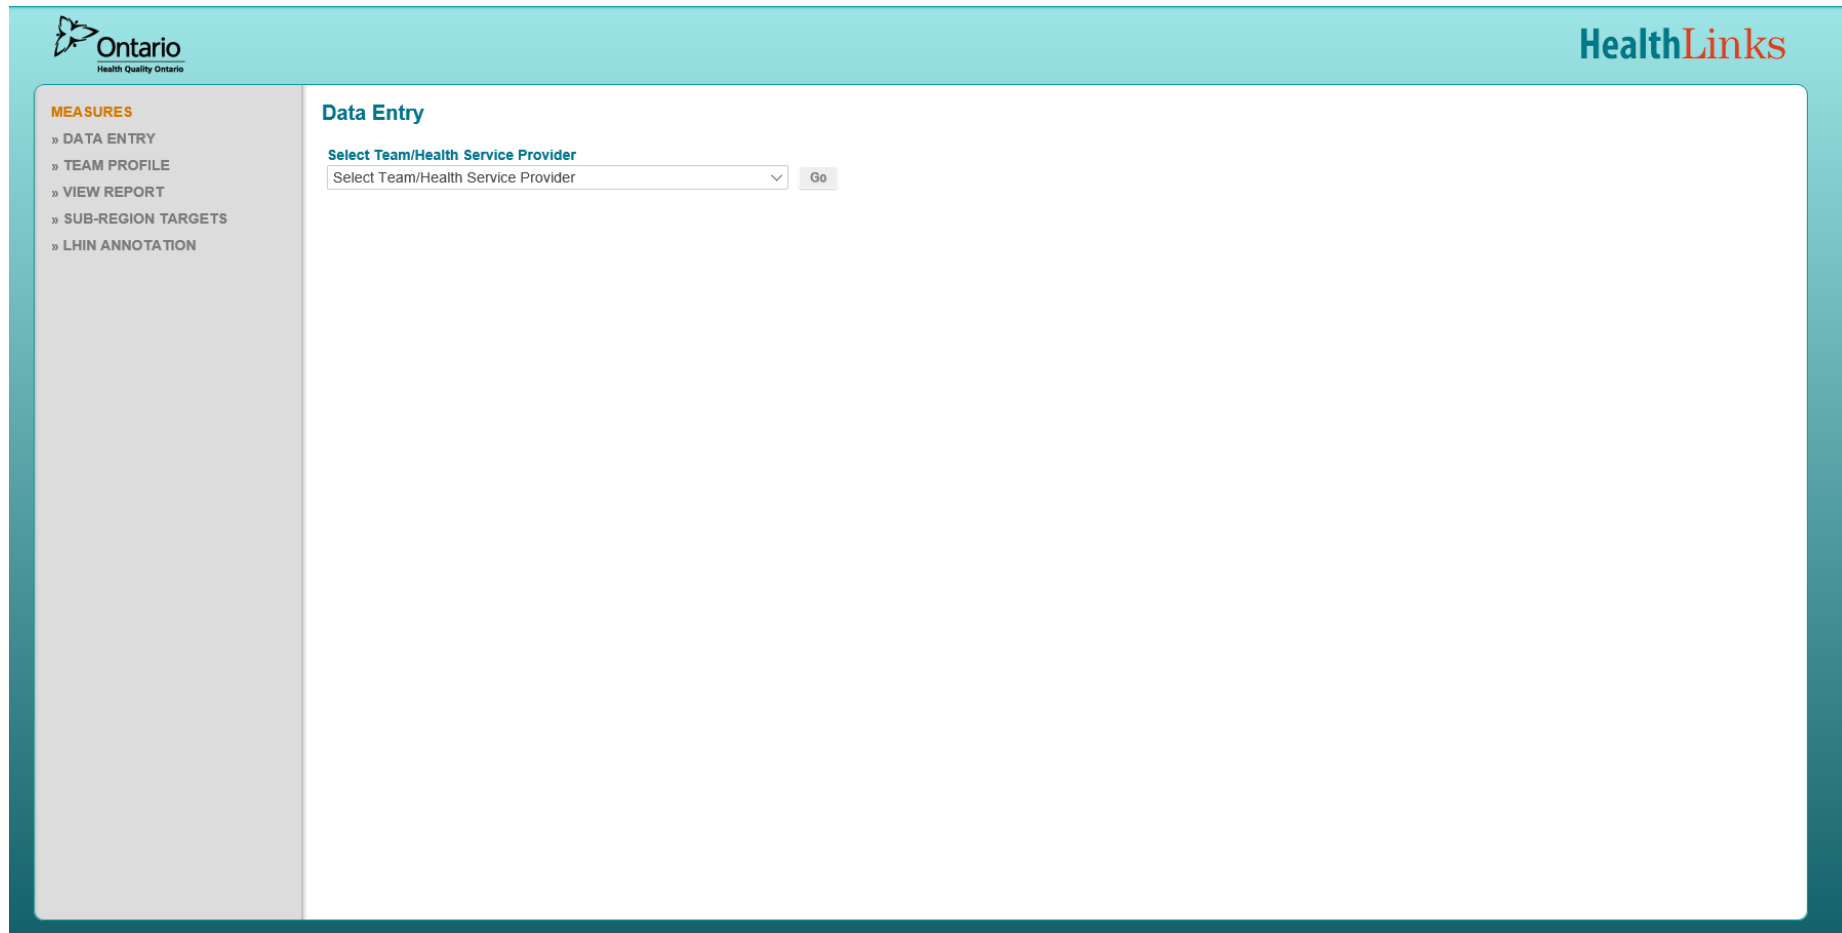 Ontario
Health Quality Ontario
HealthLinks
MEASURES
» DATA ENTRY
» TEAM PROFILE
» VIEW REPORT
» SUB-REGION TARGETS
» LHIN ANNOTATION
Data Entry
Select Team/Health Service Provider
Select Team/Health Service Provider
Go